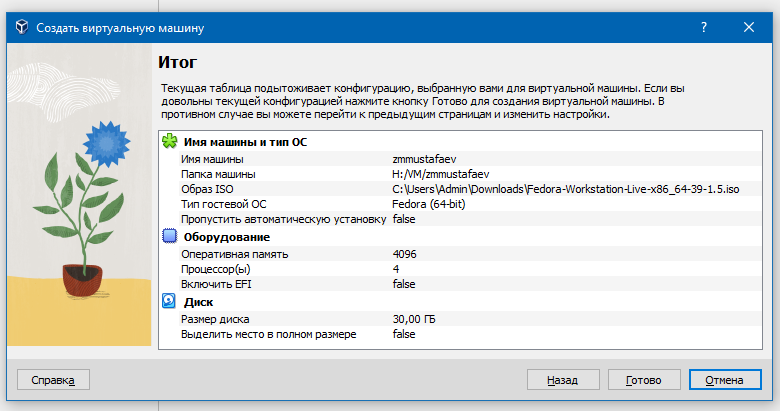 Создать виртуальную машину
?
Итог
Текущая таблица подытоживает конфигурацию, выбранную вами для виртуальной машины. Если вы
довольны текущей конфигурацией нажмите кнопку Готово для создания виртуальной машины. В
противном случае вы можете перейти к предыдущим страницам и изменить настройки.
Имя машины и тип ОС
Имя машины zmmustafaev
Папка машины H:/VM/zmmustafaev
Образ ISO C:\Users\Admin\Downloads\Fedora-Workstation-Live-x86_64-39-1.5.iso
Тип гостевой ОС Fedora (64-bit)
Пропустить автоматическую установку false
Оборудование
Оперативная память 4096
Процессор(ы) 4
Включить EFI false
Диск
Размер диска 30,00 ГБ
Выделить место в полном размере false
Справка Назад Готово Отмена